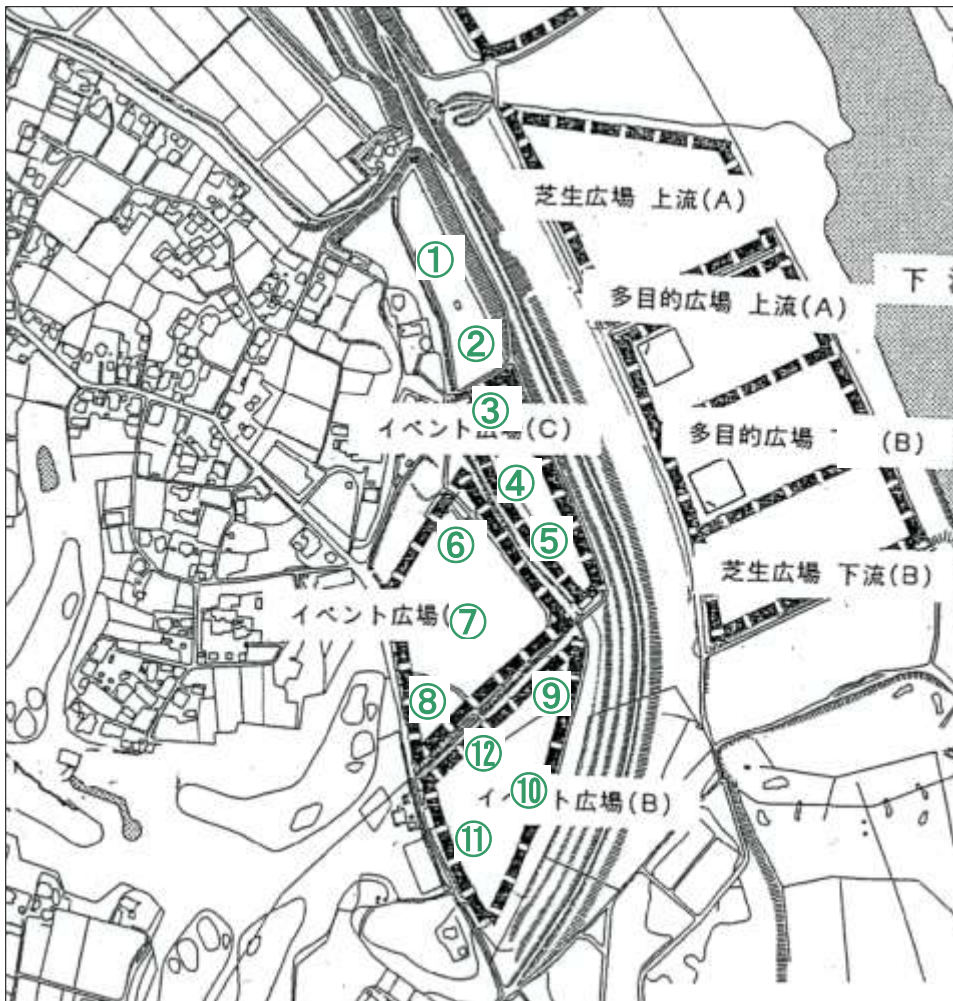 芝生広場 上流(A)
①
下
多目的広場 上流(A)
②
③
イベント広場(C)
多目的広場
(B)
④
⑤
⑥
芝生広場 下流(B)
イベント広場(
⑦
⑧
⑨
⑫
⑩
イベント広場(B)
⑪